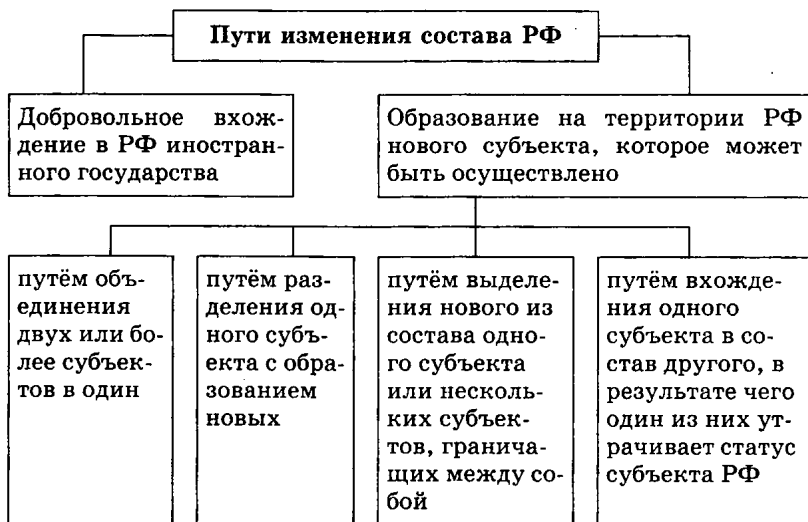 Пути изменения состава РФ
Добровольное вхож-
дение в РФ иностран-
ного государства
Образование на территории РФ
нового субъекта, которое может
быть осуществлено
путём объ-
единения
двух или бо-
лее субъек-
тов в один
путём раз-
деления од-
ного субъ-
екта с обра-
зованием
новых
путём выделе-
ния нового из
состава одно-
го субъекта
или несколь-
ких субъек-
тов, гранича-
щих между со-
бой
путём вхожде-
ния одного
субъекта в со-
став другого, в
результате чего
один из них ут-
рачивает статус
субъекта РФ